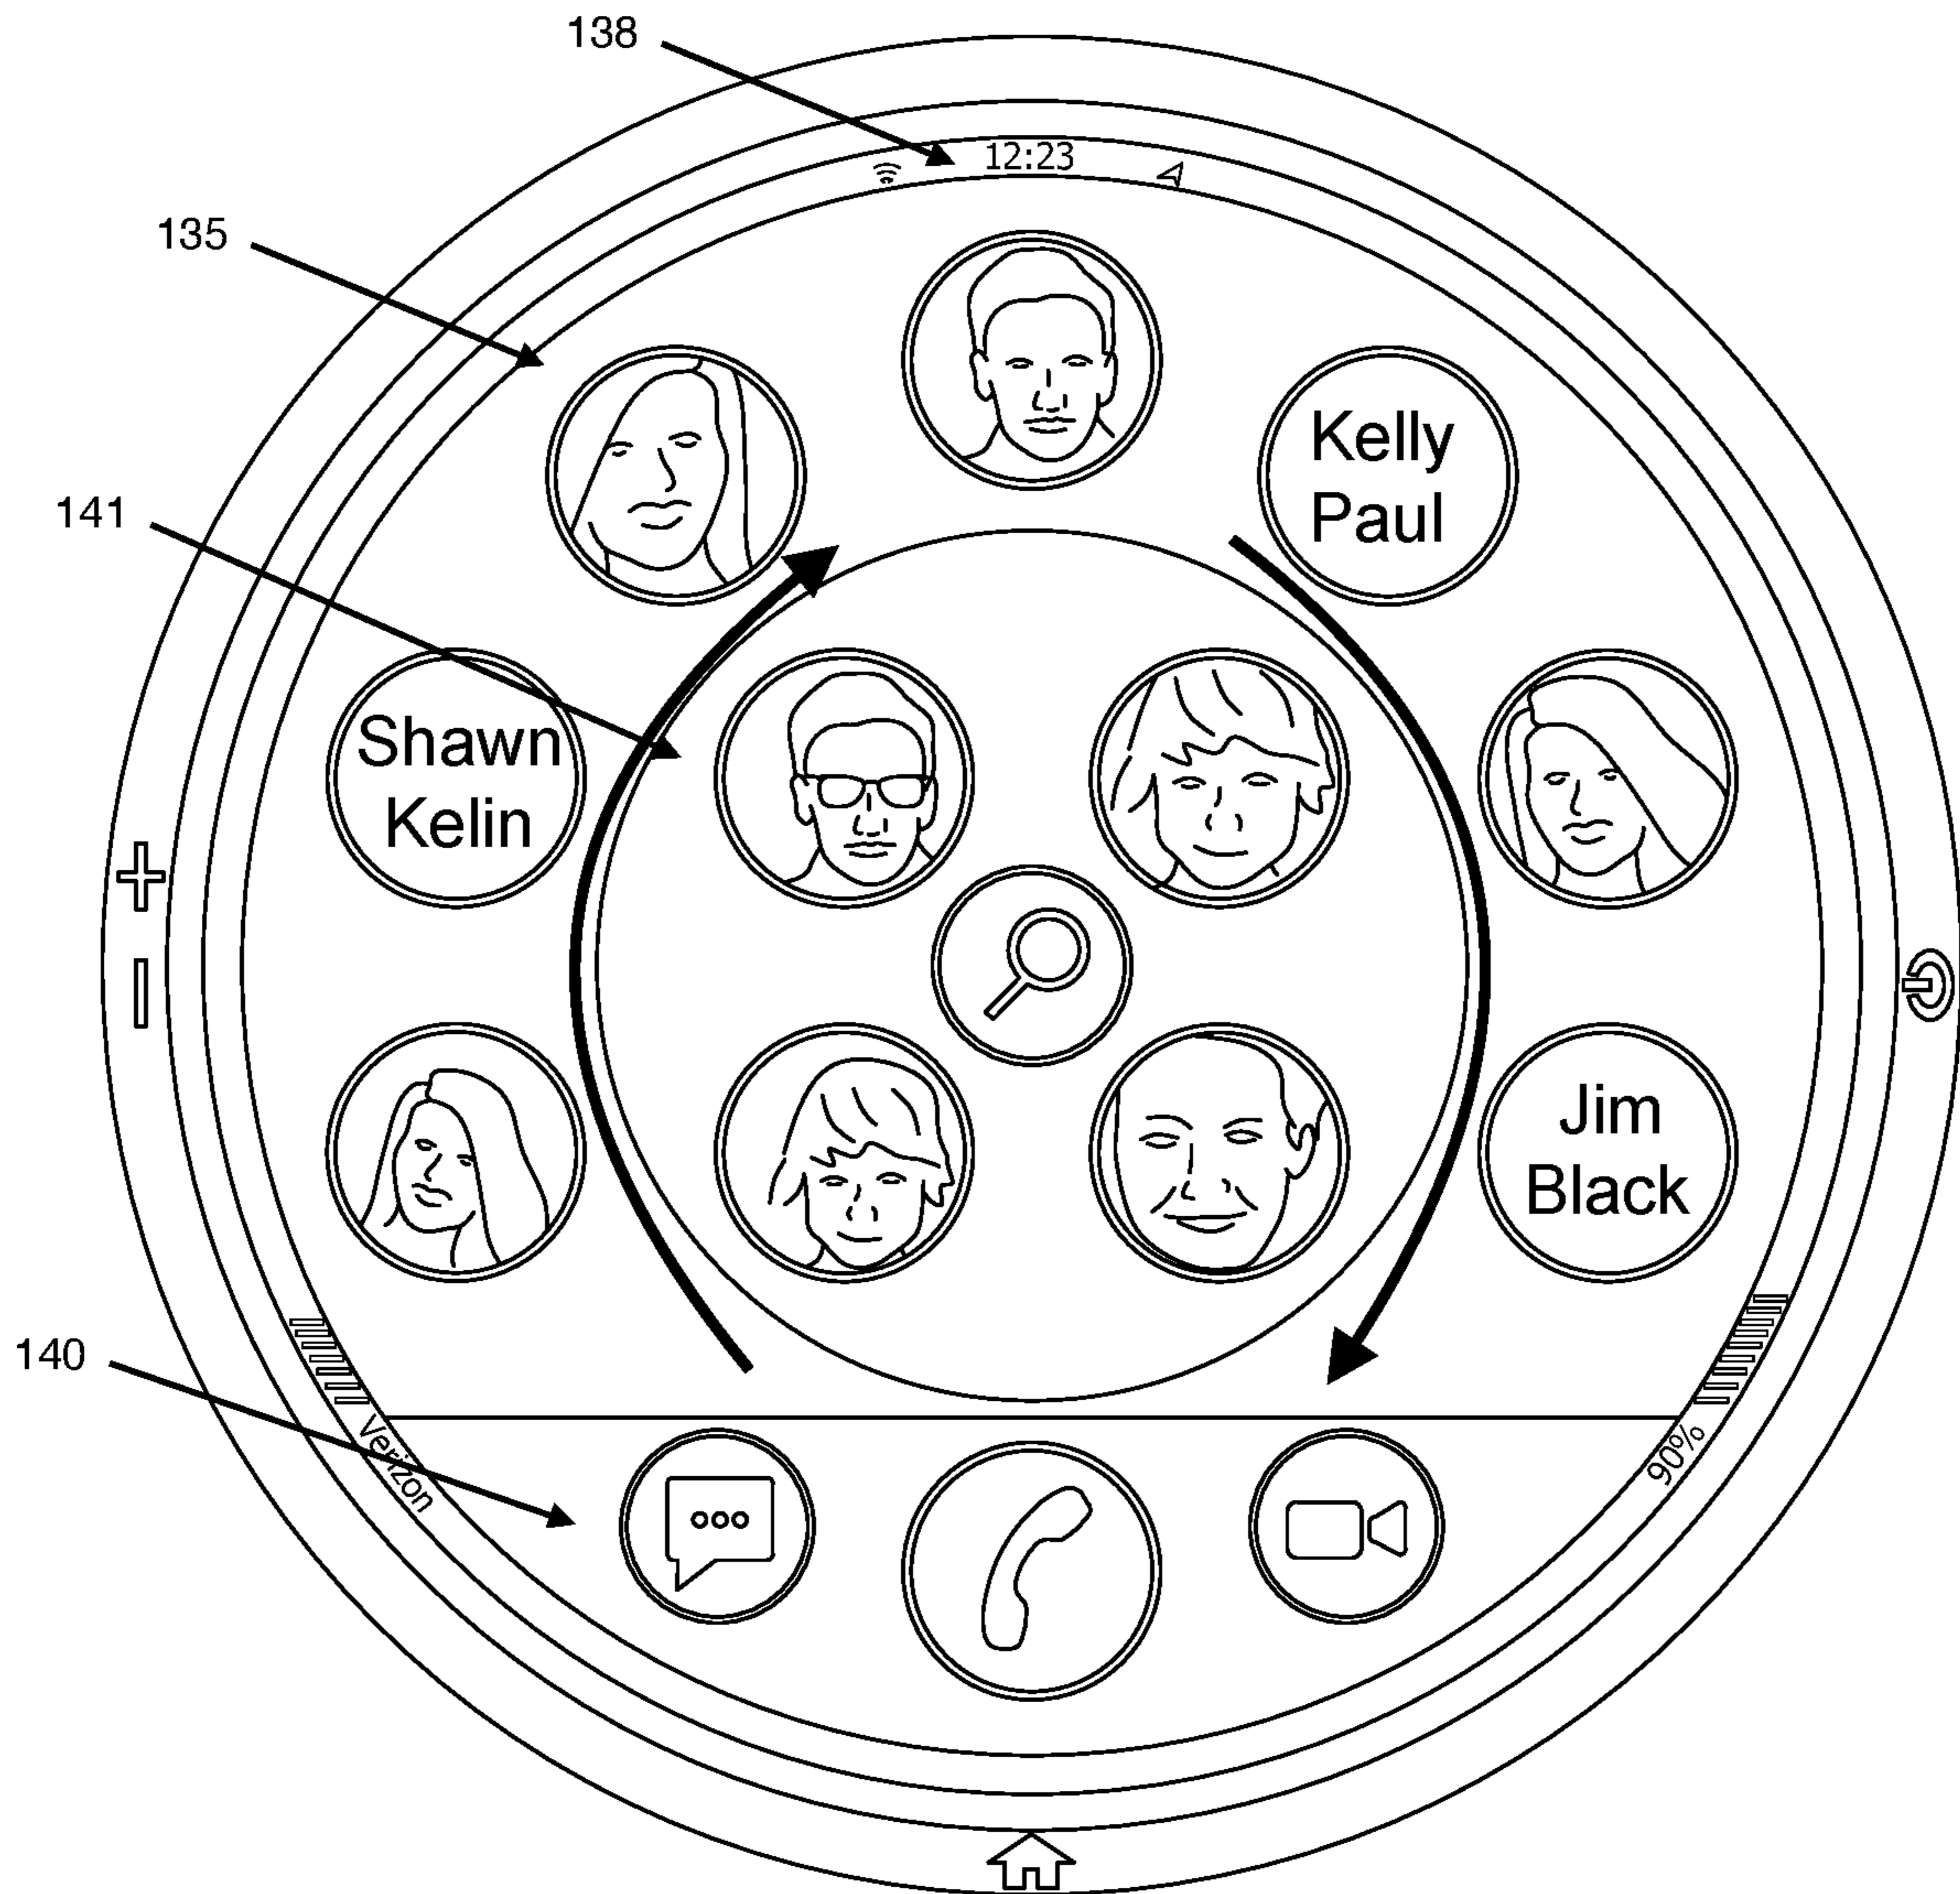 138
12:23
135
Kelly
Paul
141
Shawn
Kelin
Jim
Black
140
Verizon
90%